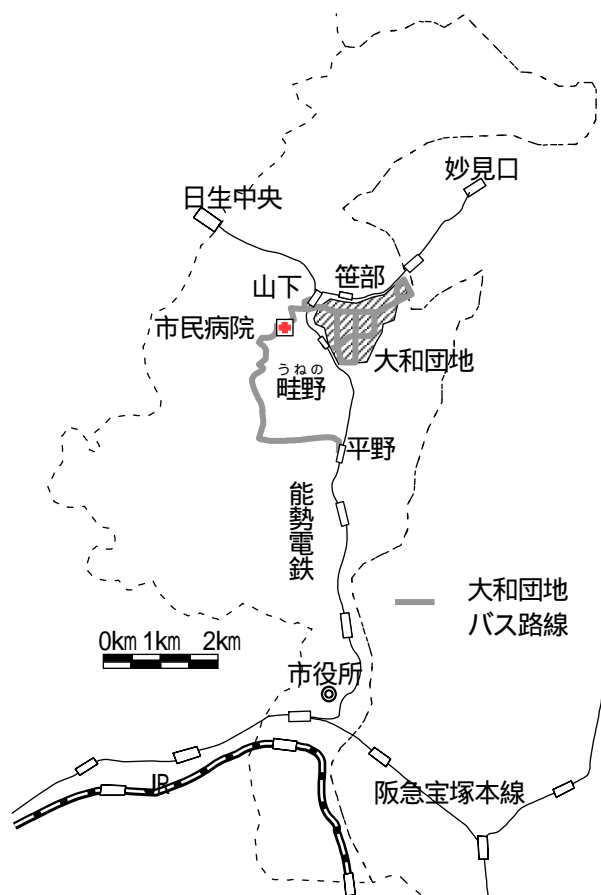 妙見口
日生中央
笹部
山下
市民病院
大和団地
うねの
畦野
平野
能勢電鉄
大和団地
バス路線
0km 1km 2km
市役所
JR
阪急宝塚本線